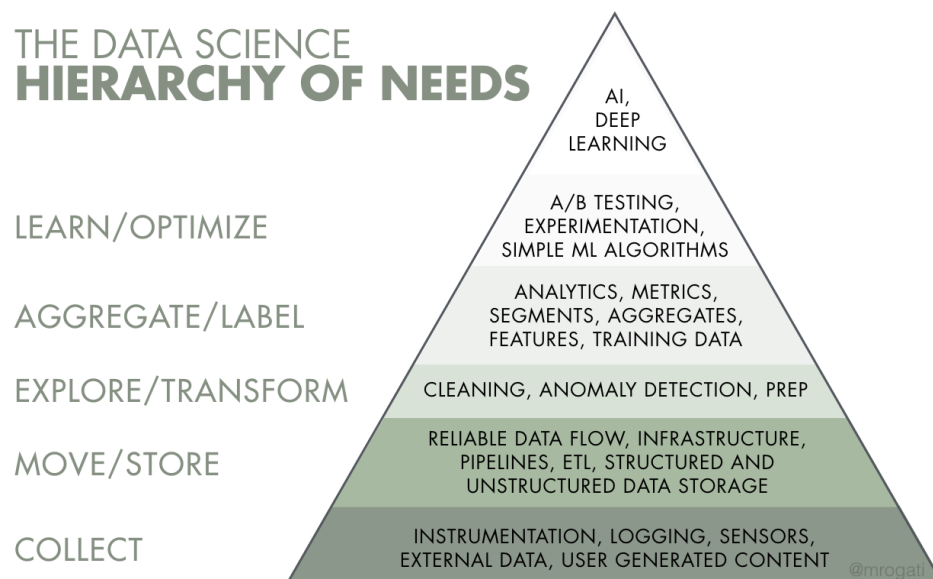 THE DATA SCIENCE
HIERARCHY OF NEEDS
AI,
DEEP
LEARNING
LEARN/OPTIMIZE
A/B TESTING,
EXPERIMENTATION,
SIMPLE ML ALGORITHMS
AGGREGATE/LABEL
ANALYTICS, METRICS,
SEGMENTS, AGGREGATES,
FEATURES, TRAINING DATA
EXPLORE/TRANSFORM
CLEANING, ANOMALY DETECTION, PREP
MOVE/STORE
RELIABLE DATA FLOW, INFRASTRUCTURE,
PIPELINES, ETL, STRUCTURED AND
UNSTRUCTURED DATA STORAGE
COLLECT
INSTRUMENTATION, LOGGING, SENSORS,
EXTERNAL DATA, USER GENERATED CONTENT
@mrogati